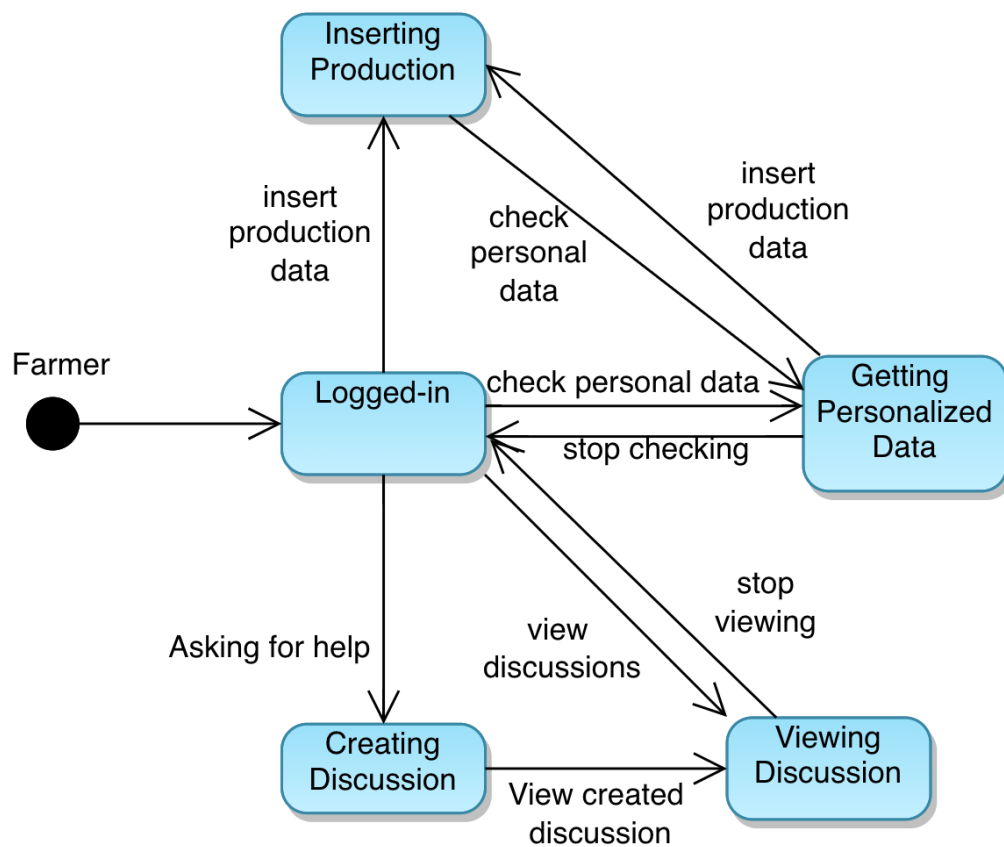 Inserting
Production
insert
production
data
check
personal
data
insert
production
data
Farmer
Logged-in
check personal data
Getting
Personalized
Data
stop checking
Asking for help
view
discussions
stop
viewing
Creating
Discussion
View created
discussion
Viewing
Discussion